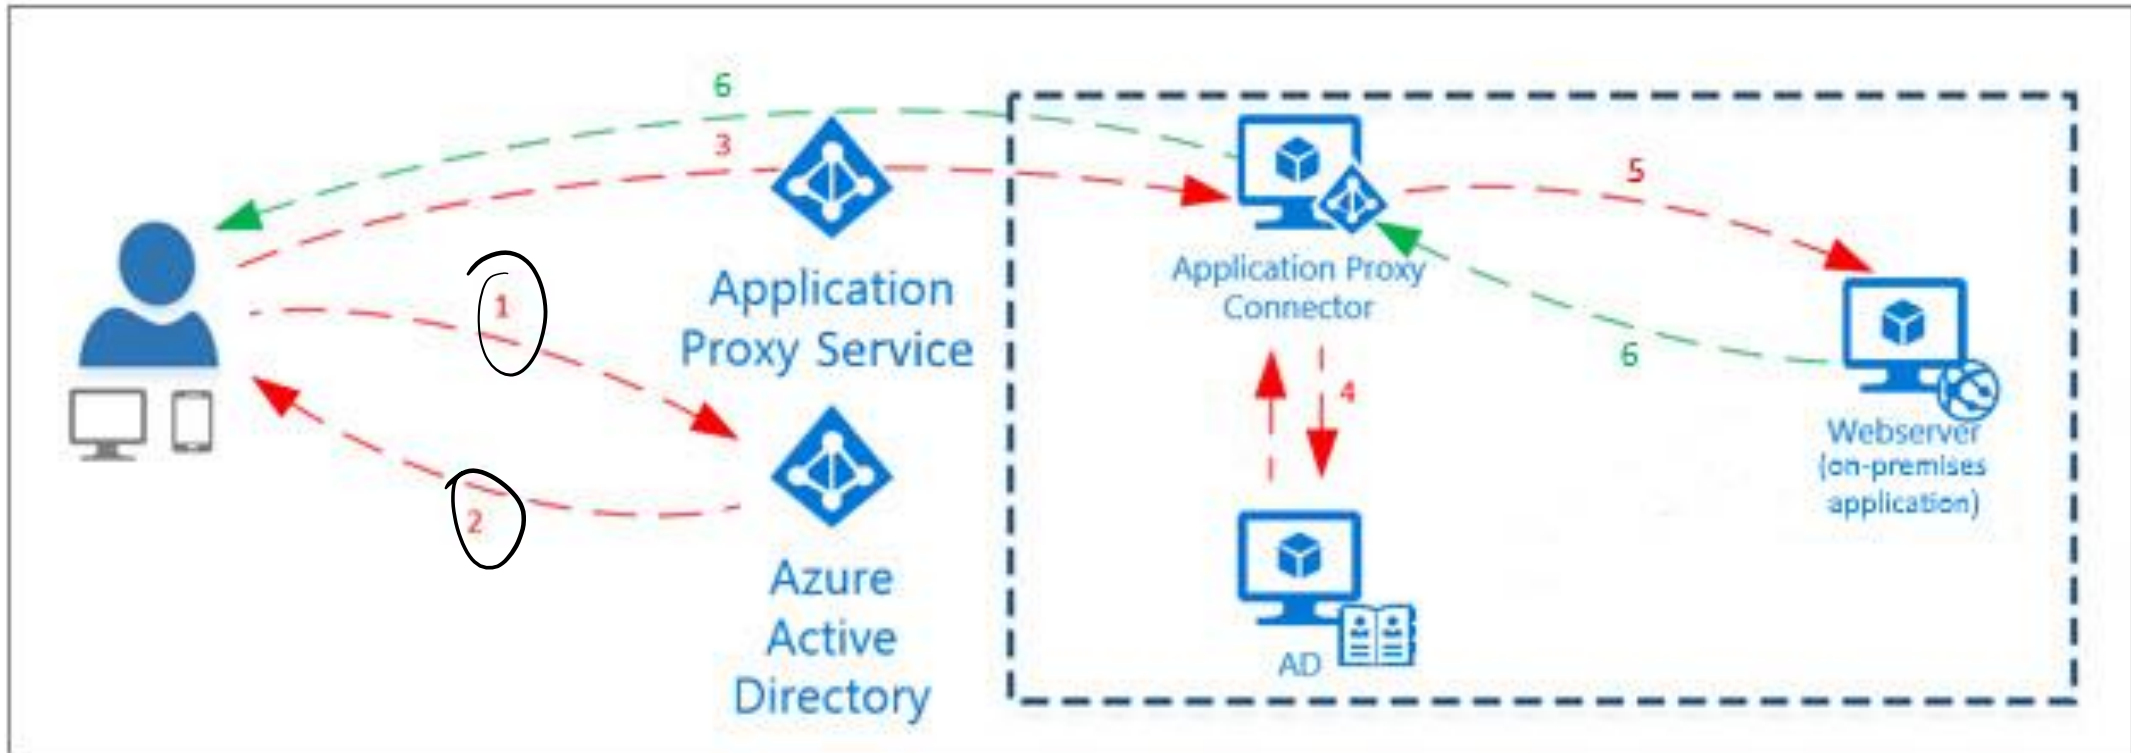 6
3
5
1
Application
Proxy Service
Application Proxy
Connector
6
4
2
Webserver
(on-premises
application)
Azure
Active
Directory
AD